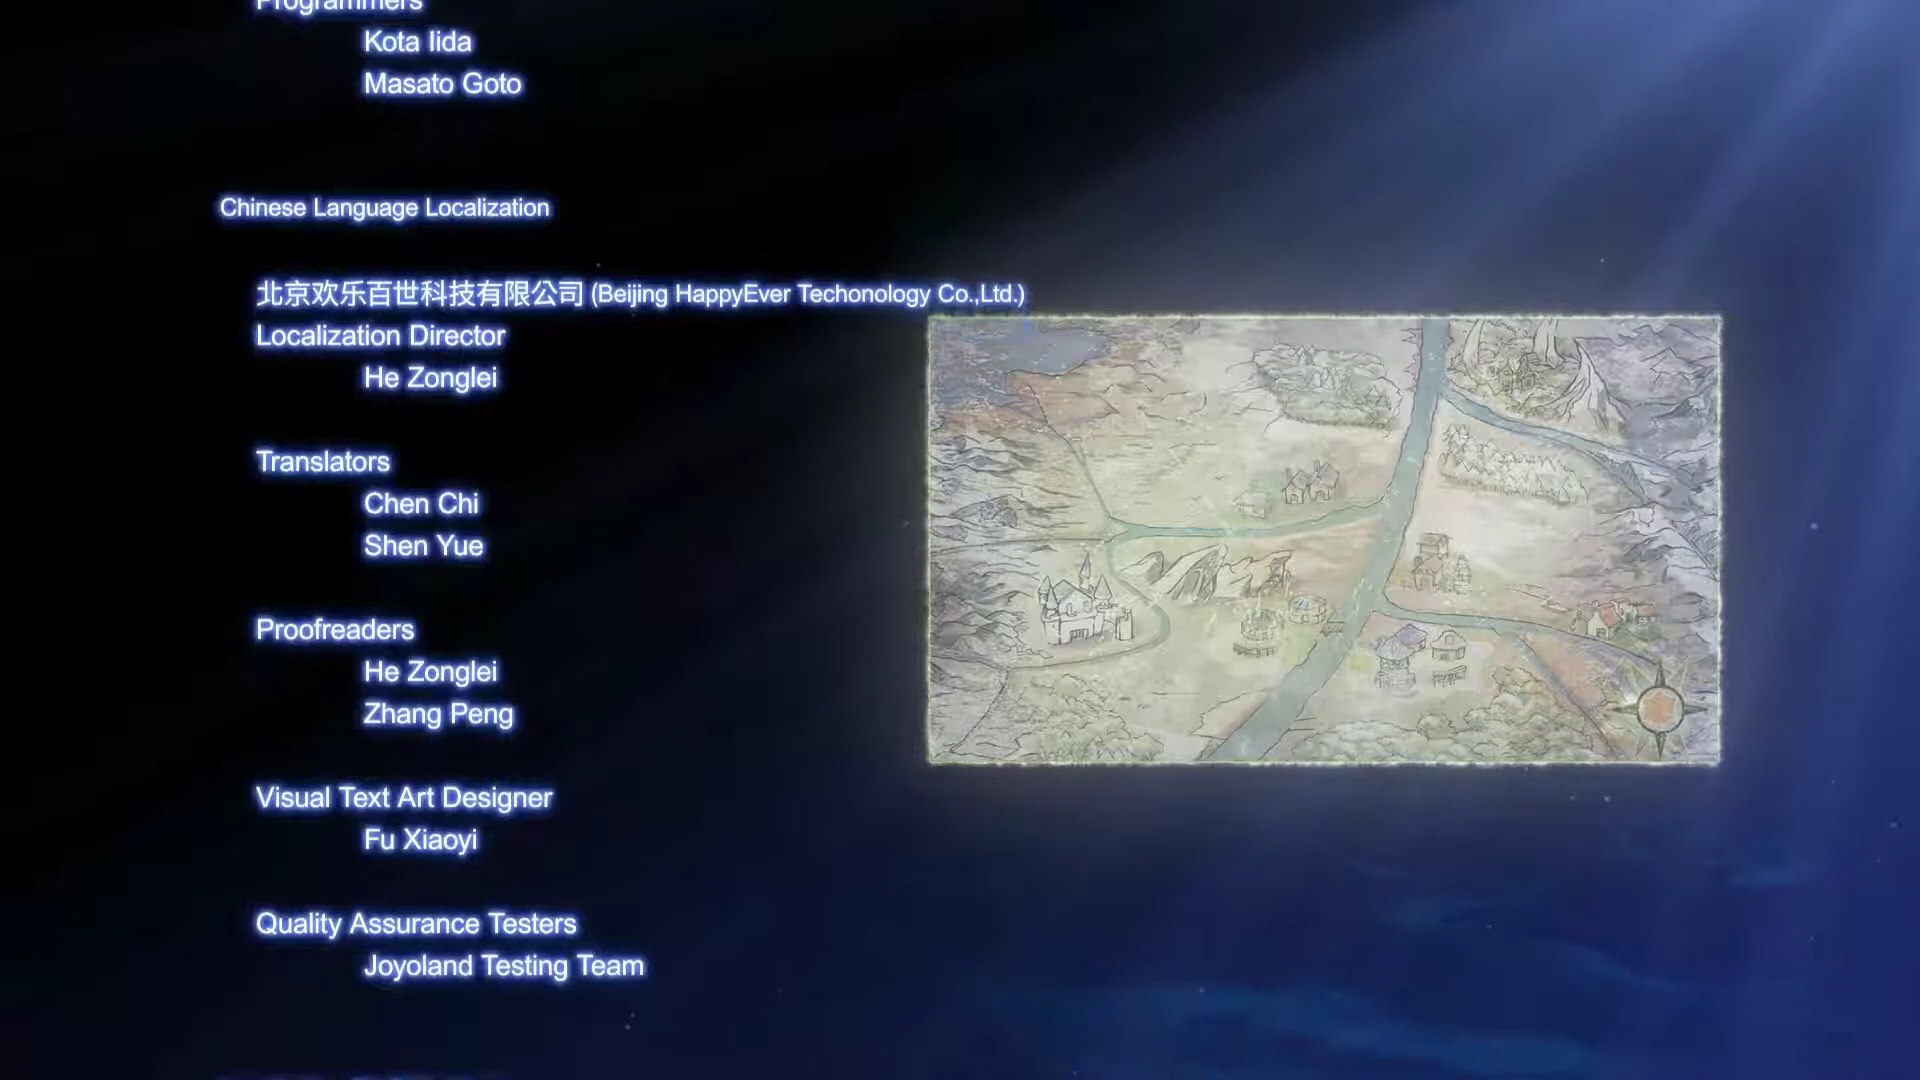 Programmers
Kota Iida
Masato Goto
Chinese Language Localization
北京欢乐百世科技有限公司 (Beijing HappyEver Techonology Co.,Ltd.)
Localization Director
He Zonglei
Translators
Chen Chi
Shen Yue
Proofreaders
He Zonglei
Zhang Peng
Visual Text Art Designer
Fu Xiaoyi
Quality Assurance Testers
Joyoland Testing Team